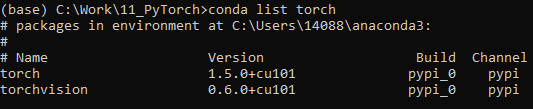 (base) C:\Work\11_PyTorch>conda list torch
# packages in environment at C:\Users\14088\anaconda3:
#
# Name                    Version                   Build  Channel
torch                     1.5.0+cu101              pypi_0    pypi
torchvision               0.6.0+cu101              pypi_0    pypi